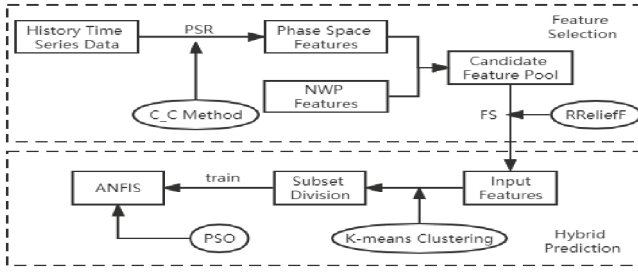 History Time
Series Data
PSR
Phase Space
Features
Feature
Selection
NWP
Features
Candidate
Feature Pool
C_C Method
FS
RReliefF
ANFIS
train
Subset
Division
Input
Features
PSO
K-means Clustering
Hybrid
Prediction